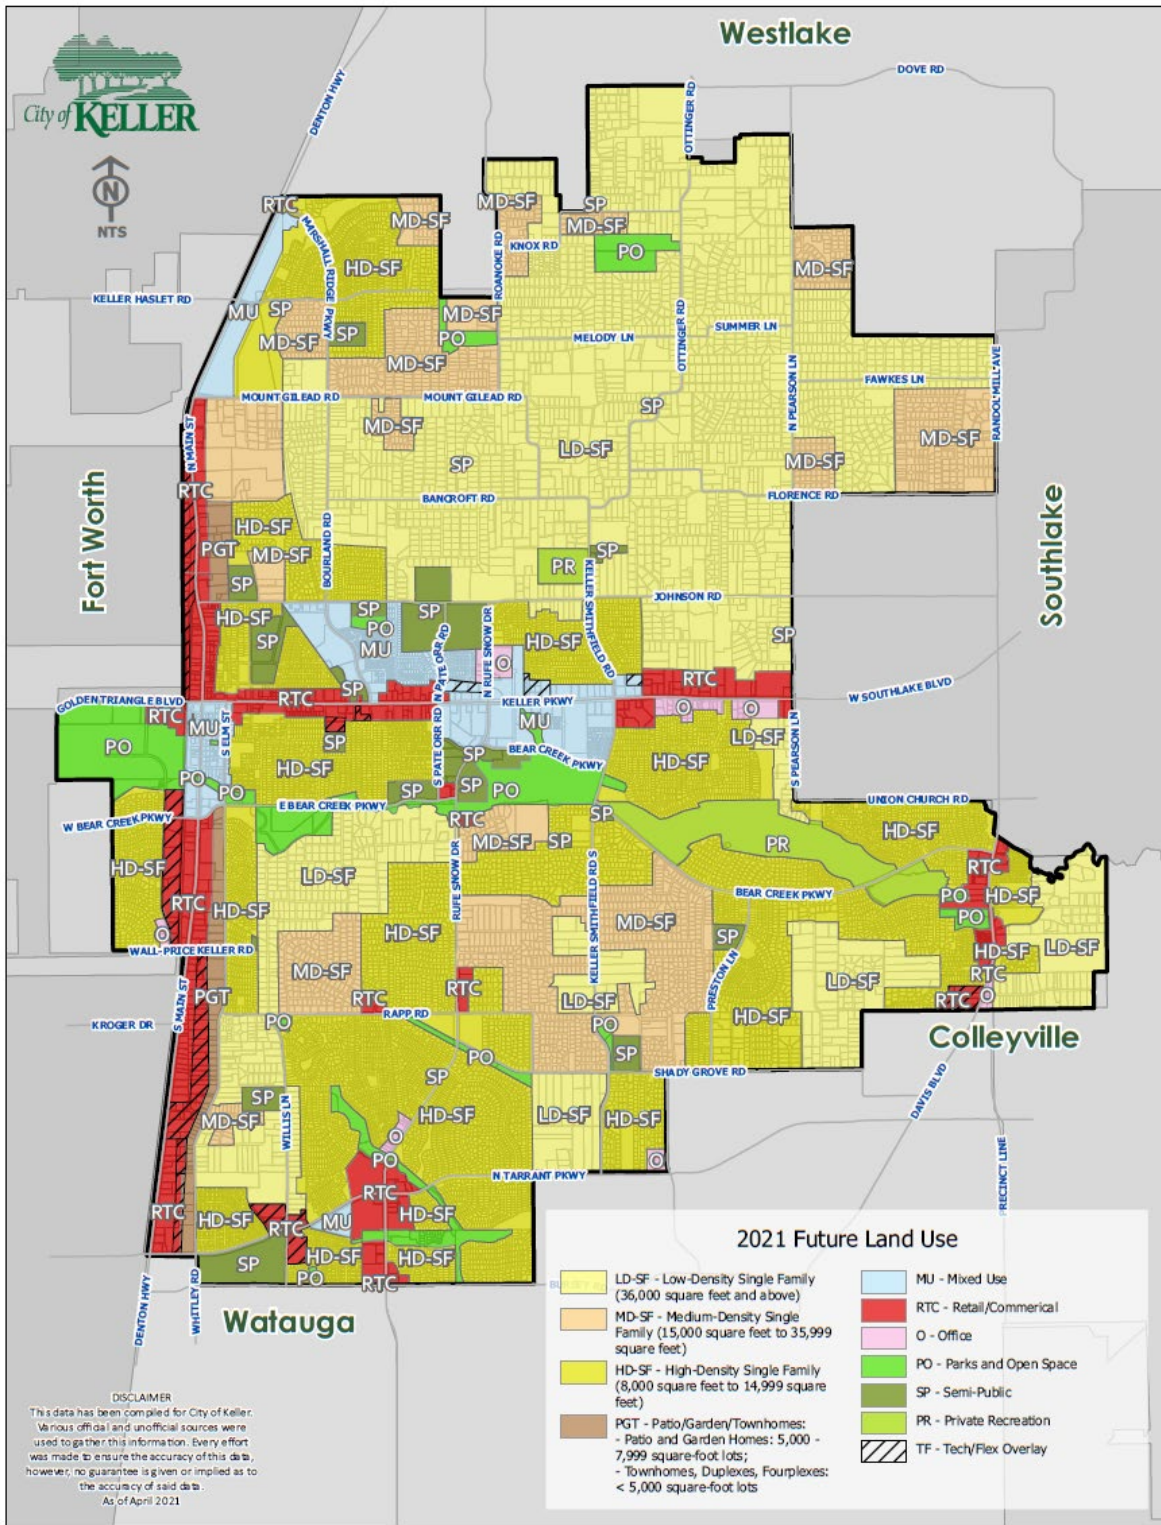 Westlake
City of KELLER
N
NTS
DOVE RD
DENTON HWY
OTTINGER RD
RTC
MARSHALL RIDGE PKWY
MD-SF
MD-SF
SP
MD-SF
KNOX RD
PO
ROANOKE RD
HD-SF
MD-SF
KELLER HASLET RD
MU
SP
SP
MD-SF
MD-SF
PO
MD-SF
MELODY LN
OTTINGER RD
SUMMER LN
N PEARSON LN
FAWKES LN
RANDOL MILL AVE
MOUNT GILEAD RD
MOUNT GILEAD RD
N MAIN ST
MD-SF
SP
SP
LD-SF
MD-SF
MD-SF
Fort Worth
Southlake
RTC
BANCROFT RD
FLORENCE RD
HD-SF
BOURLAND RD
PGT
MD-SF
SP
PR
SP
KELLER SMITHFIELD RD
JOHNSON RD
HD-SF
SP
SP
PO
MU
SP
N PATE ORR RD
N RUFE SNOW DR
O
HD-SF
SP
RTC
SP
RTC
W SOUTHLAKE BLVD
GOLDEN TRIANGLE BLVD
RTC
KELLER PKWY
O
O
MU
S ELM ST
MU
SP
S PATE ORR RD
SP
BEAR CREEK PKWY
LD-SF
S PEARSON LN
PO
HD-SF
HD-SF
PO
PO
SP
SP
PO
E BEAR CREEK PKWY
UNION CHURCH RD
W BEAR CREEK PKWY
RTC
SP
MD-SF
SP
HD-SF
PR
HD-SF
LD-SF
RTC
RUFE SNOW DR
KELLER SMITHFIELD RD S
BEAR CREEK PKWY
RTC
HD-SF
PO
HD-SF
PO
O
HD-SF
MD-SF
SP
WALL-PRICE KELLER RD
HD-SF
LD-SF
MD-SF
LD-SF
PRESTON LN
RTC
S MAIN ST
PGT
RTC
RTC
LD-SF
RTC
O
KROGER DR
PO
RAPP RD
PO
HD-SF
Colleyville
PO
SP
SP
SHADY GROVE RD
DAVIS BLVD
SP
MD-SF
WILLIS LN
HD-SF
LD-SF
HD-SF
O
PO
O
N TARRANT PKWY
PRECINCT LINE
RTC
RTC
HD-SF
RTC
MU
HD-SF
SP
HD-SF
HD-SF
PO
RTC
DENTON HWY
WHITLEY RD
Watauga
2021 Future Land Use
LD-SF - Low-Density Single Family
(36,000 square feet and above)
MD-SF - Medium-Density Single
Family (15,000 square feet to 35,999
square feet)
HD-SF - High-Density Single Family
(8,000 square feet to 14,999 square
feet)
PGT - Patio/Garden/Townhomes:
- Patio and Garden Homes: 5,000 -
7,999 square-foot lots;
- Townhomes, Duplexes, Fourplexes:
< 5,000 square-foot lots
MU - Mixed Use
RTC - Retail/Commerical
O - Office
PO - Parks and Open Space
SP - Semi-Public
PR - Private Recreation
TF - Tech/Flex Overlay
DISCLAIMER
This data has been compiled for City of Keller.
Various official and unofficial sources were
used to gather this information. Every effort
was made to ensure the accuracy of this data,
however, no guarantee is given or implied as to
the accuracy of said data.
As of April 2021